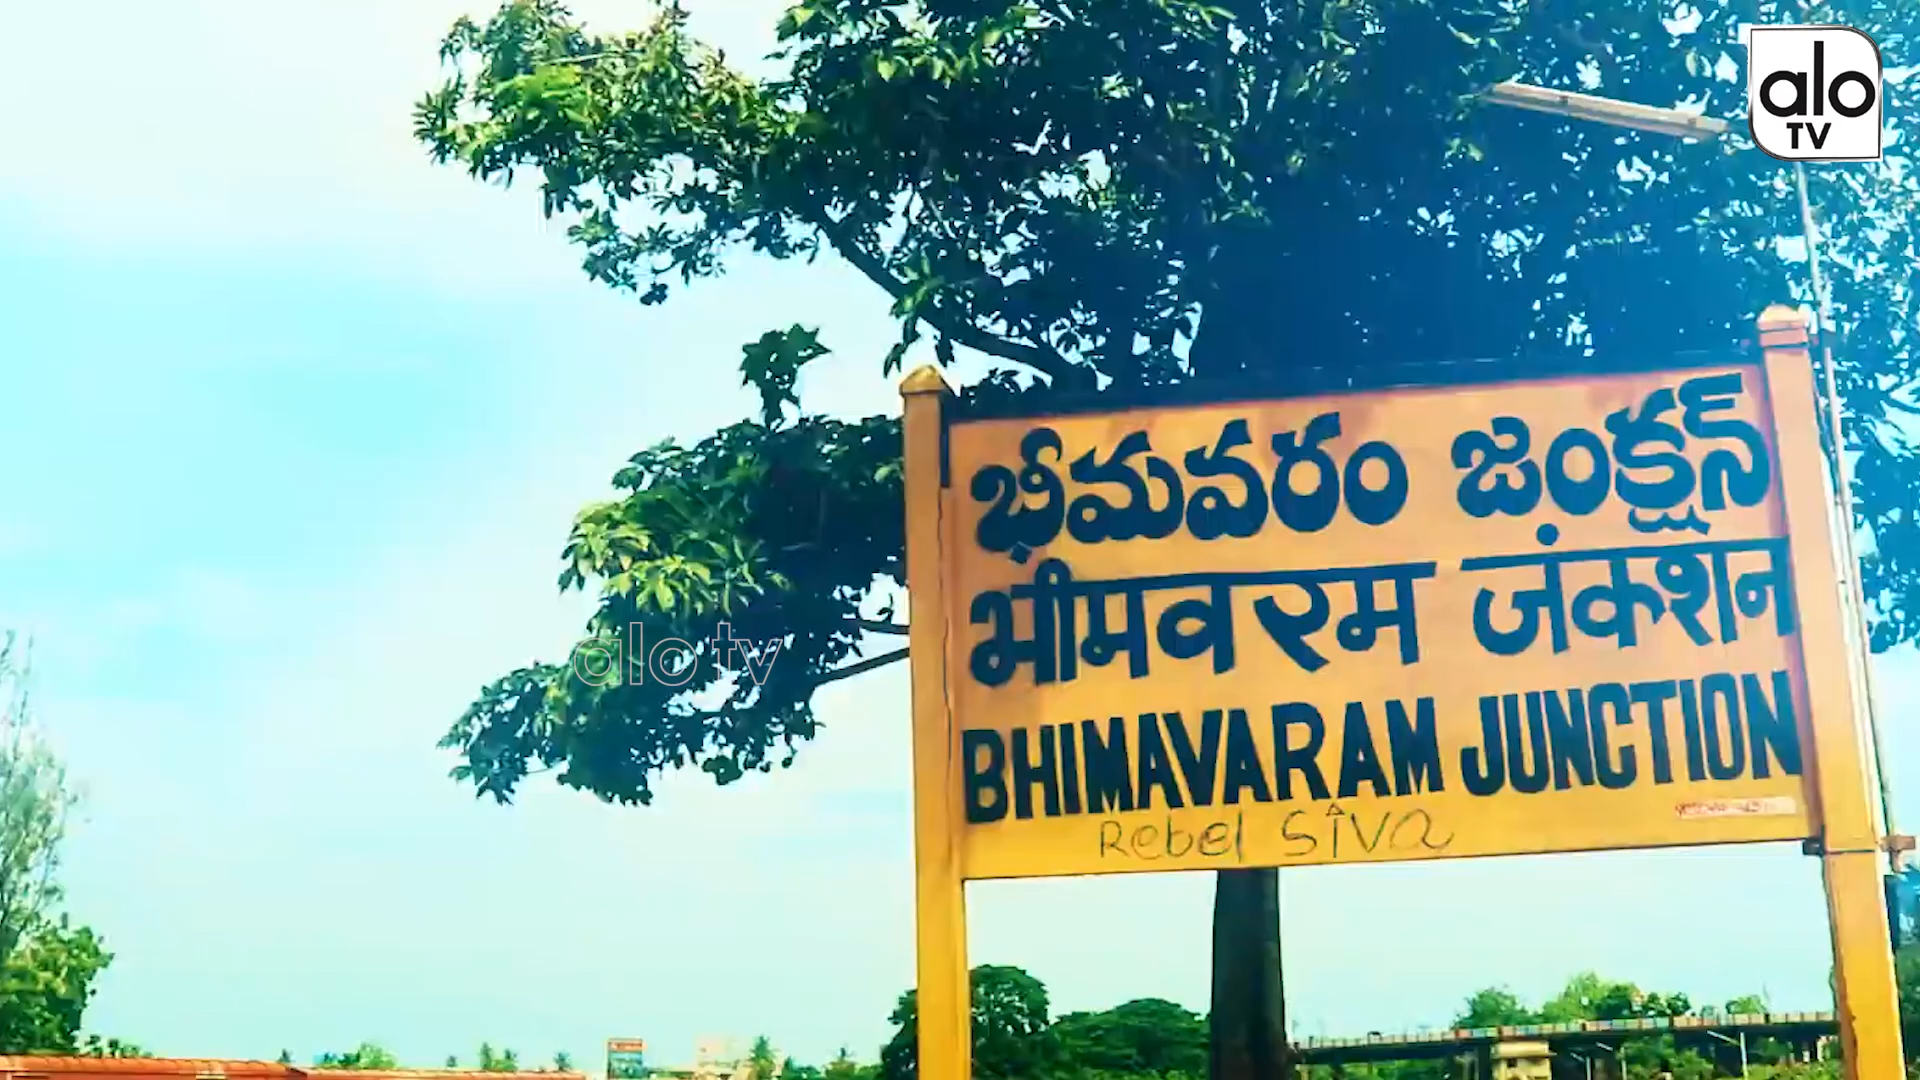 alo
TV
భీమవరం జంక్షన్
भीमवरम जंकशन
BHIMAVARAM JUNCTION
Rebel Siva
alo tv